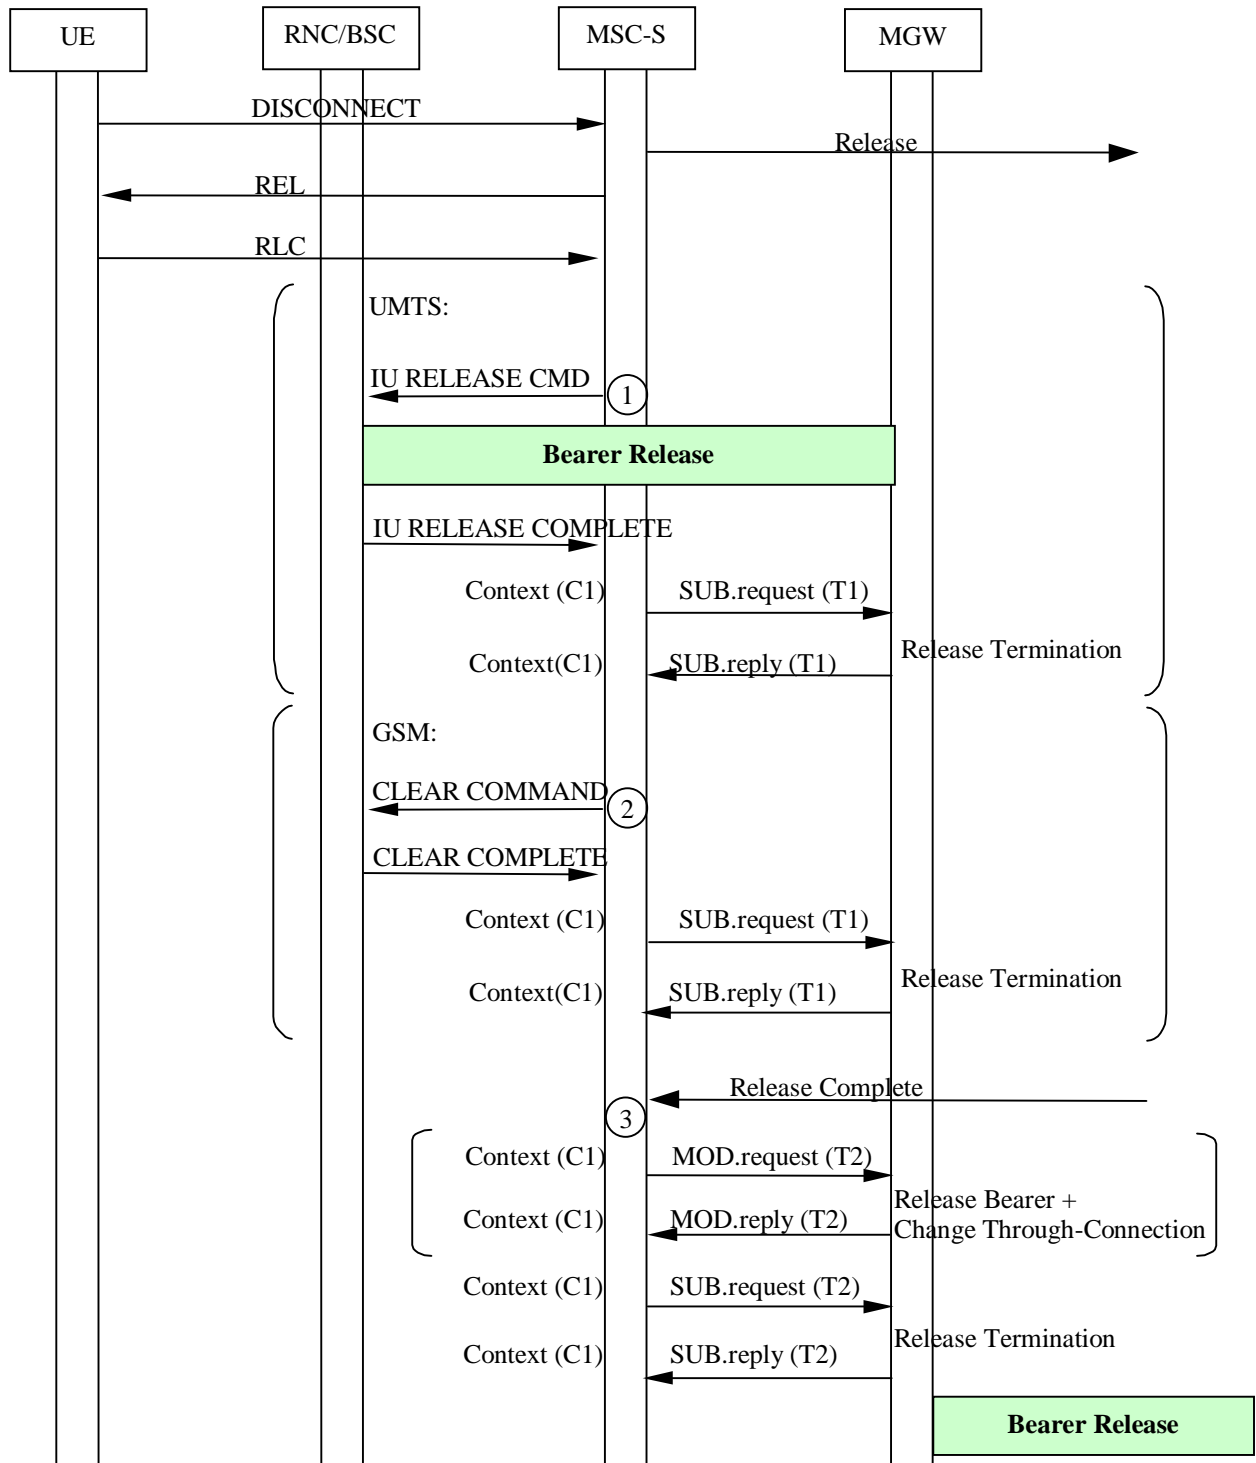 UE
RNC/BSC
MSC-S
MGW
DISCONNECT
Release
REL
RLC
UMTS:
IU RELEASE CMD
1
Bearer Release
IU RELEASE COMPLETE
Context (C1)
SUB.request (T1)
Release Termination
Context(C1)
SUB.reply (T1)
GSM:
CLEAR COMMAND
2
CLEAR COMPLETE
Context (C1)
SUB.request (T1)
Release Termination
Context(C1)
SUB.reply (T1)
Release Complete
3
Context (C1)
MOD.request (T2)
Release Bearer +
Change Through-Connection
Context (C1)
MOD.reply (T2)
Context (C1)
SUB.request (T2)
Release Termination
Context (C1)
SUB.reply (T2)
Bearer Release